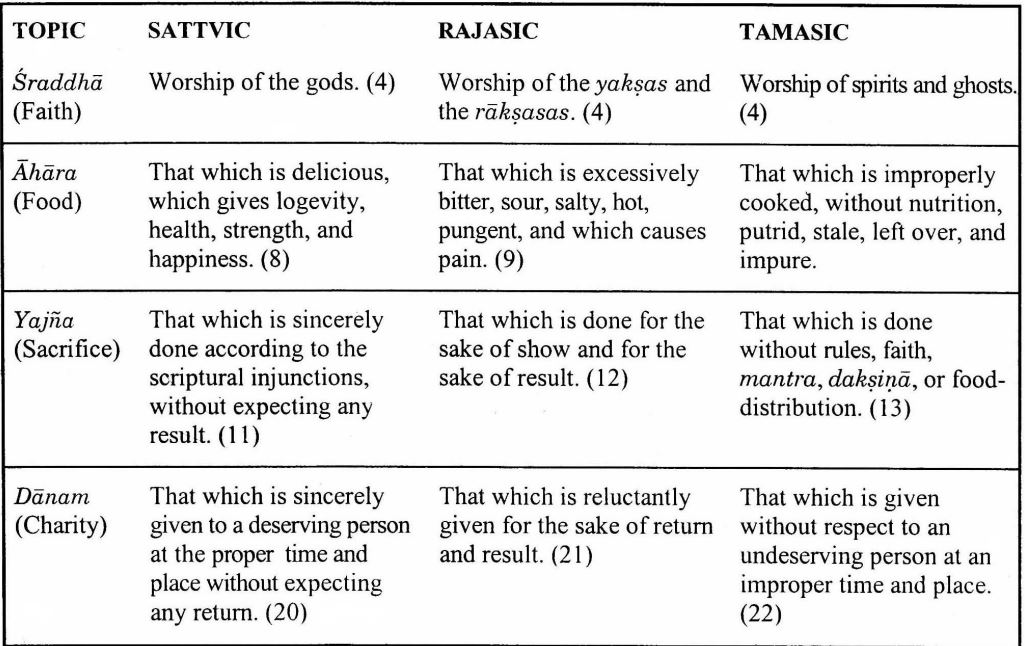 TOPIC SATTVIC RAJASIC TAMASIC
Śraddhā
(Faith)
Worship of the gods. (4)
Worship of the yakṣas and
the rākṣasas. (4)
Worship of spirits and ghosts.
(4)
Āhāra
(Food)
That which is delicious,
which gives logevity,
health, strength, and
happiness. (8)
That which is excessively
bitter, sour, salty, hot,
pungent, and which causes
pain. (9)
That which is improperly
cooked, without nutrition,
putrid, stale, left over, and
impure.
Yajña
(Sacrifice)
That which is sincerely
done according to the
scriptural injunctions,
without expecting any
result. (11)
That which is done for the
sake of show and for the
sake of result. (12)
That which is done
without rules, faith,
mantra, dakṣiṇā, or food-
distribution. (13)
Dānam
(Charity)
That which is sincerely
given to a deserving person
at the proper time and
place without expecting
any return. (20)
That which is reluctantly
given for the sake of return
and result. (21)
That which is given
without respect to an
undeserving person at an
improper time and place.
(22)